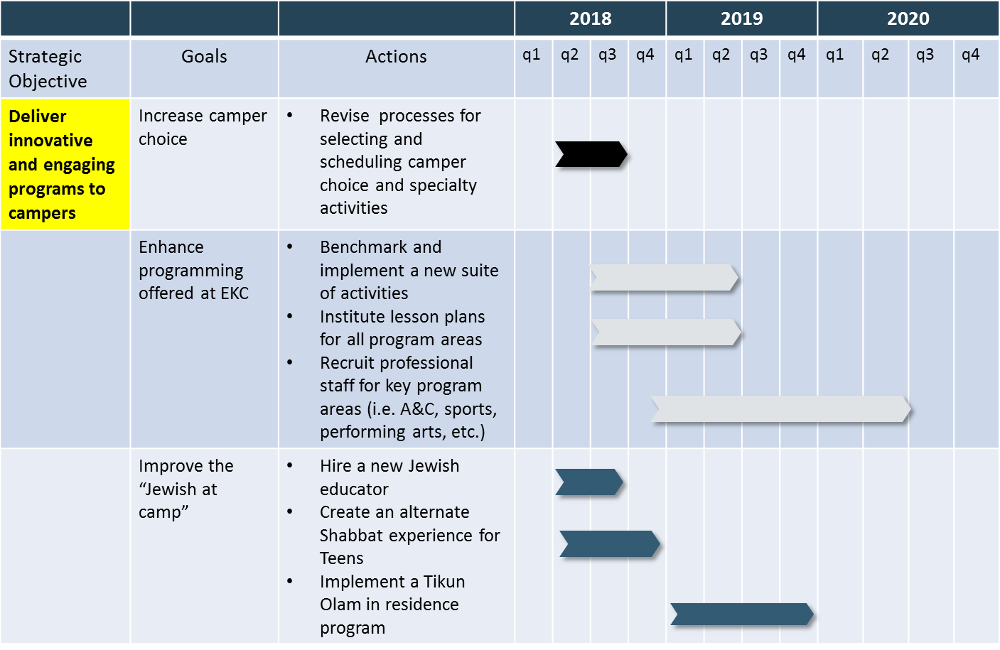 2018 2019 2020
Strategic
Objective
Goals
Actions
q1 q2 q3 q4 q1 q2 q3 q4 q1 q2 q3 q4
Deliver
innovative
and engaging
programs to
campers
Increase camper
choice
• Revise processes for
selecting and
scheduling camper
choice and specialty
activities
Enhance
programming
offered at EKC
• Benchmark and
implement a new suite
of activities
• Institute lesson plans
for all program areas
• Recruit professional
staff for key program
areas (i.e. A&C, sports,
performing arts, etc.)
Improve the
“Jewish at
camp”
• Hire a new Jewish
educator
• Create an alternate
Shabbat experience for
Teens
• Implement a Tikun
Olam in residence
program